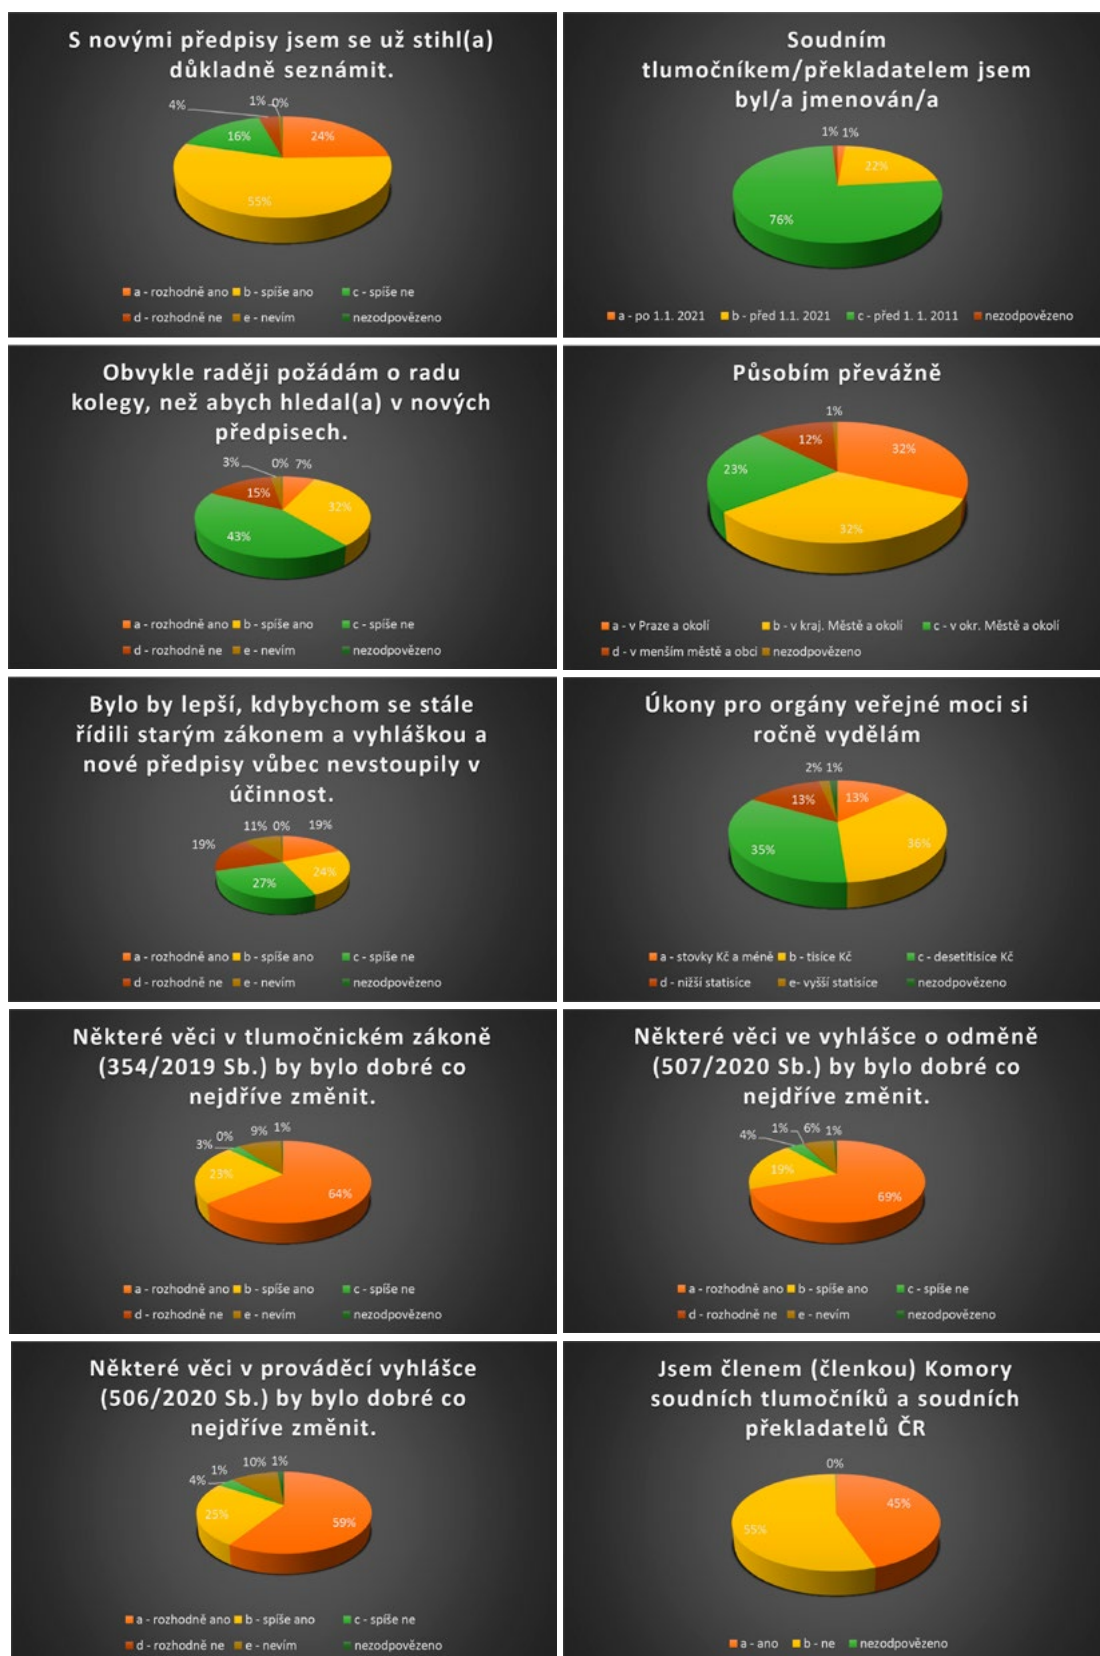 S novými předpisy jsem se už stihl(a)
důkladně seznámit.
4%
1%
0%
24%
16%
55%
a - rozhodně ano
b - spíše ano
c - spíše ne
d - rozhodně ne
e - nevím
nezodpovězeno
Soudním
tlumočníkem/překladatelem jsem
byl/a jmenován/a
1%
1%
22%
76%
a - po 1.1. 2021
b - před 1.1. 2021
c - před 1. 1. 2011
nezodpovězeno
Obvykle raději požádám o radu
kolegy, než abych hledal(a) v nových
předpisech.
3%
0%
7%
15%
32%
43%
a - rozhodně ano
b - spíše ano
c - spíše ne
d - rozhodně ne
e - nevím
nezodpovězeno
Působím převážně
1%
12%
32%
23%
32%
a - v Praze a okolí
b - v kraj. Městě a okolí
c - v okr. Městě a okolí
d - v menším městě a obci
nezodpovězeno
Bylo by lepší, kdybychom se stále
řídili starým zákonem a vyhláškou a
nové předpisy vůbec nevstoupily v
účinnost.
11%
0%
19%
19%
24%
27%
a - rozhodně ano
b - spíše ano
c - spíše ne
d - rozhodně ne
e - nevím
nezodpovězeno
Úkony pro orgány veřejné moci si
ročně vydělám
2%
1%
13%
13%
35%
36%
a - stovky Kč a méně
b - tisíce Kč
c - desetitisíce Kč
d - nižší statisíce
e- vyšší statisíce
nezodpovězeno
Některé věci v tlumočnickém zákoně
(354/2019 Sb.) by bylo dobré co
nejdříve změnit.
3%
0%
9%
1%
23%
64%
a - rozhodně ano
b - spíše ano
c - spíše ne
d - rozhodně ne
e - nevím
nezodpovězeno
Některé věci ve vyhlášce o odměně
(507/2020 Sb.) by bylo dobré co
nejdříve změnit.
4%
1%
6%
1%
19%
69%
a - rozhodně ano
b - spíše ano
c - spíše ne
d - rozhodně ne
e - nevím
nezodpovězeno
Některé věci v prováděcí vyhlášce
(506/2020 Sb.) by bylo dobré co
nejdříve změnit.
4%
1%
10%
1%
25%
59%
a - rozhodně ano
b - spíše ano
c - spíše ne
d - rozhodně ne
e - nevím
nezodpovězeno
Jsem členem (členkou) Komory
soudních tlumočníků a soudních
překladatelů ČR
0%
45%
55%
a - ano
b - ne
nezodpovězeno